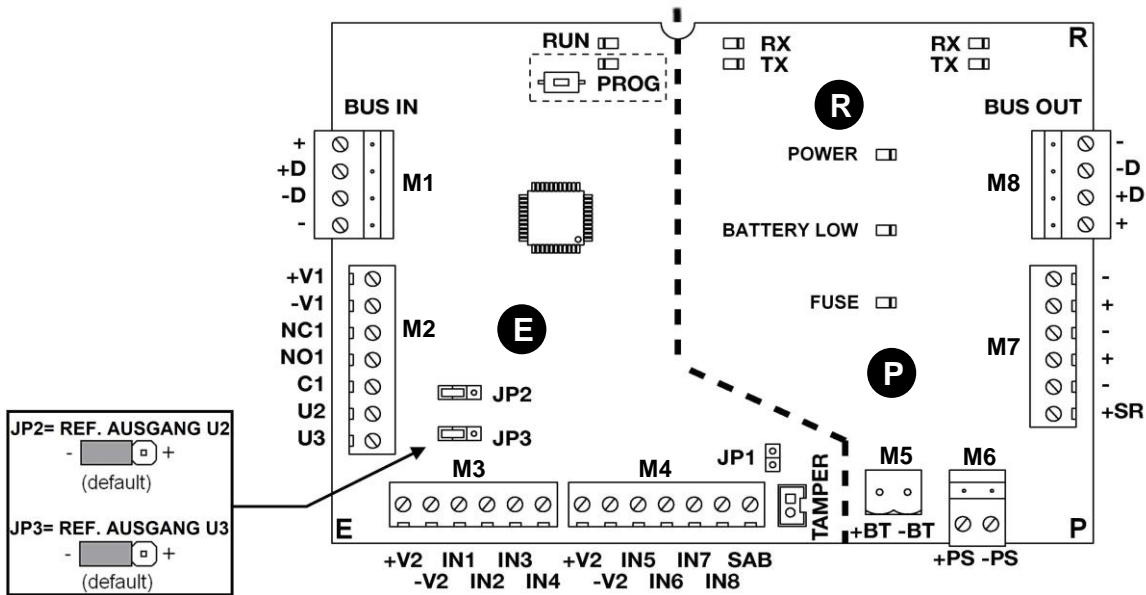 RUN
PROG
RX
TX
RX
TX
R
BUS IN
+
+D
-D
-
M1
R
POWER
BATTERY LOW
FUSE
BUS OUT
M8
-
-D
+D
+
+V1
-V1
NC1
NO1
C1
U2
U3
M2
E
P
M7
-
+
-
+
-
+SR
JP2
JP3
JP2= REF. AUSGANG U2
- +
(default)
JP3= REF. AUSGANG U3
- +
(default)
M3
M4
JP1
TAMPER
M5
M6
E
P
+BT -BT
+PS -PS
+V2 IN1 IN3 +V2 IN5 IN7 SAB
-V2 IN2 IN4 -V2 IN6 IN8